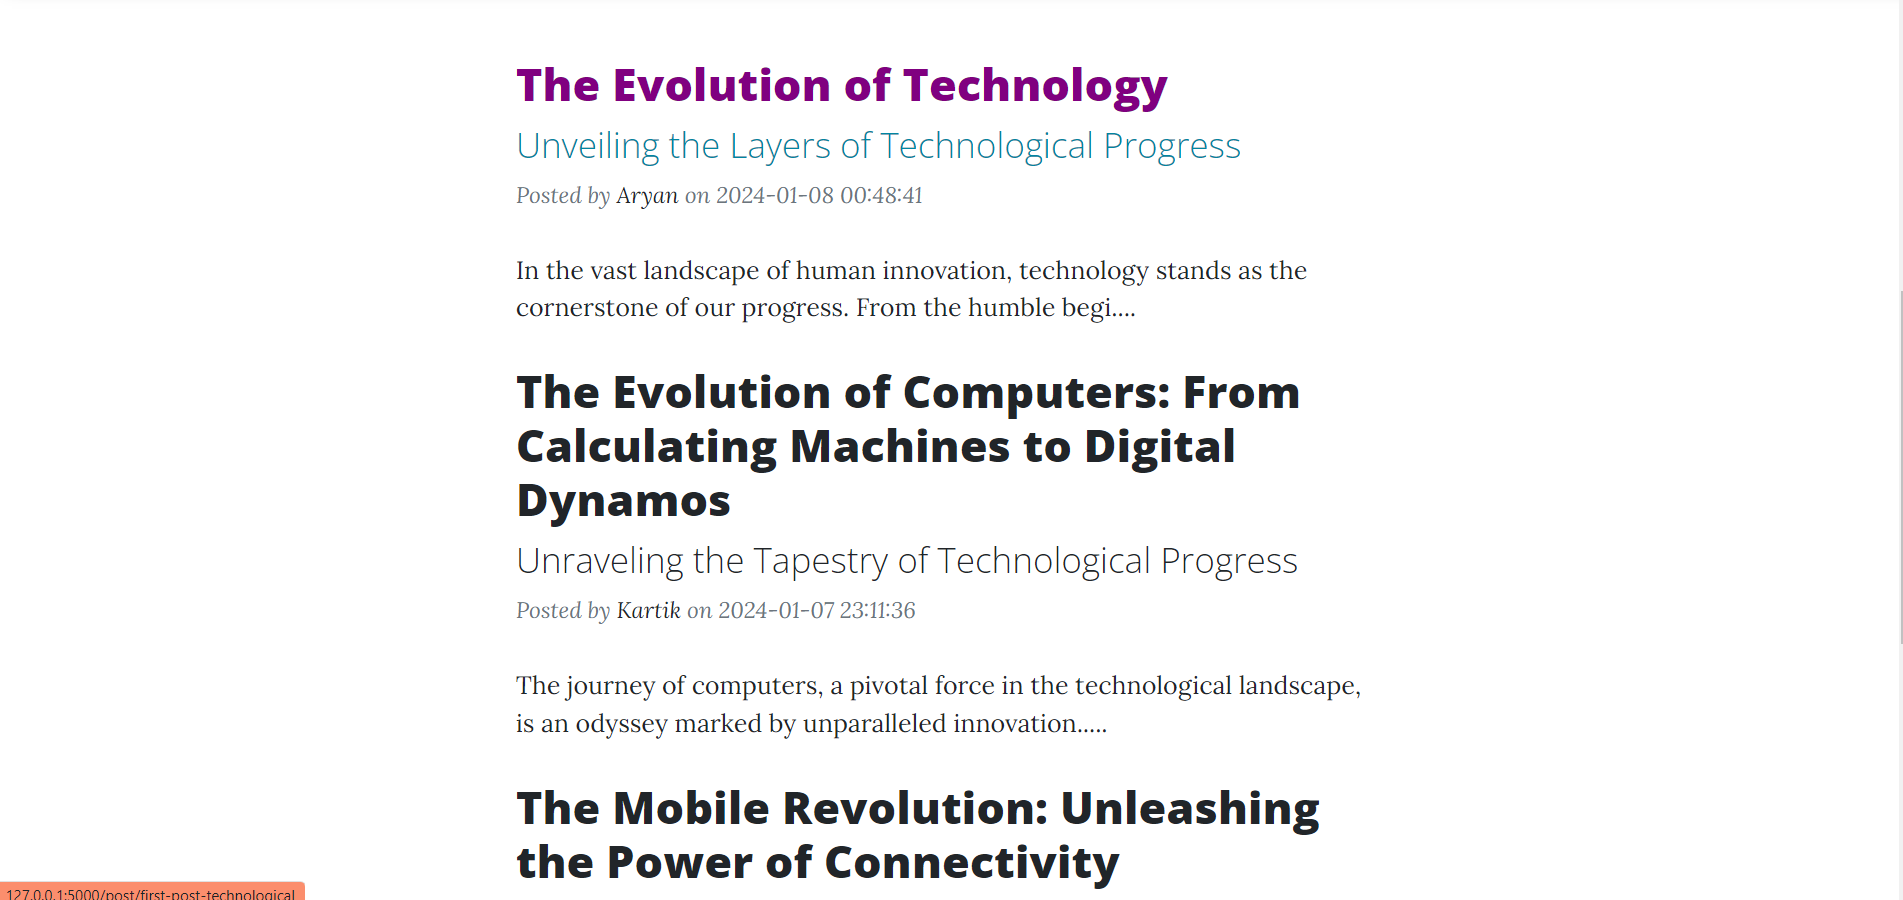 The Evolution of Technology
Unveiling the Layers of Technological Progress
Posted by Aryan on 2024-01-08 00:48:41
In the vast landscape of human innovation, technology stands as the
cornerstone of our progress. From the humble begi....
The Evolution of Computers: From
Calculating Machines to Digital
Dynamos
Unraveling the Tapestry of Technological Progress
Posted by Kartik on 2024-01-07 23:11:36
The journey of computers, a pivotal force in the technological landscape,
is an odyssey marked by unparalleled innovation.....
The Mobile Revolution: Unleashing
the Power of Connectivity
127.0.0.1:5000/post/first-post-technological